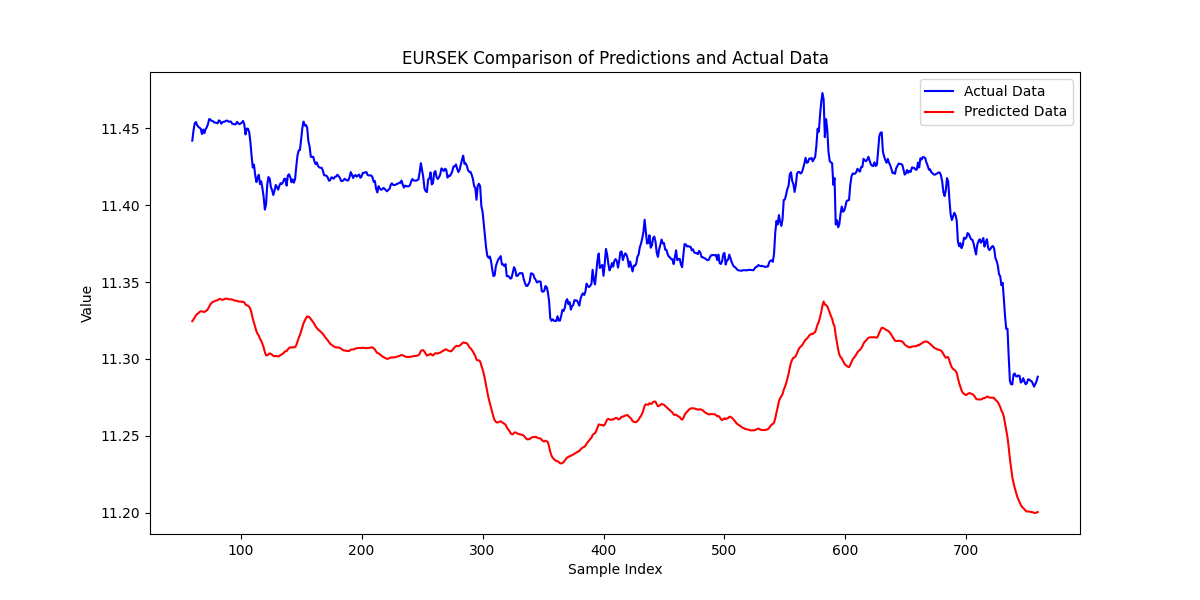 EURSEK Comparison of Predictions and Actual Data
Actual Data
Predicted Data
Value
11.45
11.40
11.35
11.30
11.25
11.20
100 200 300 400 500 600 700
Sample Index